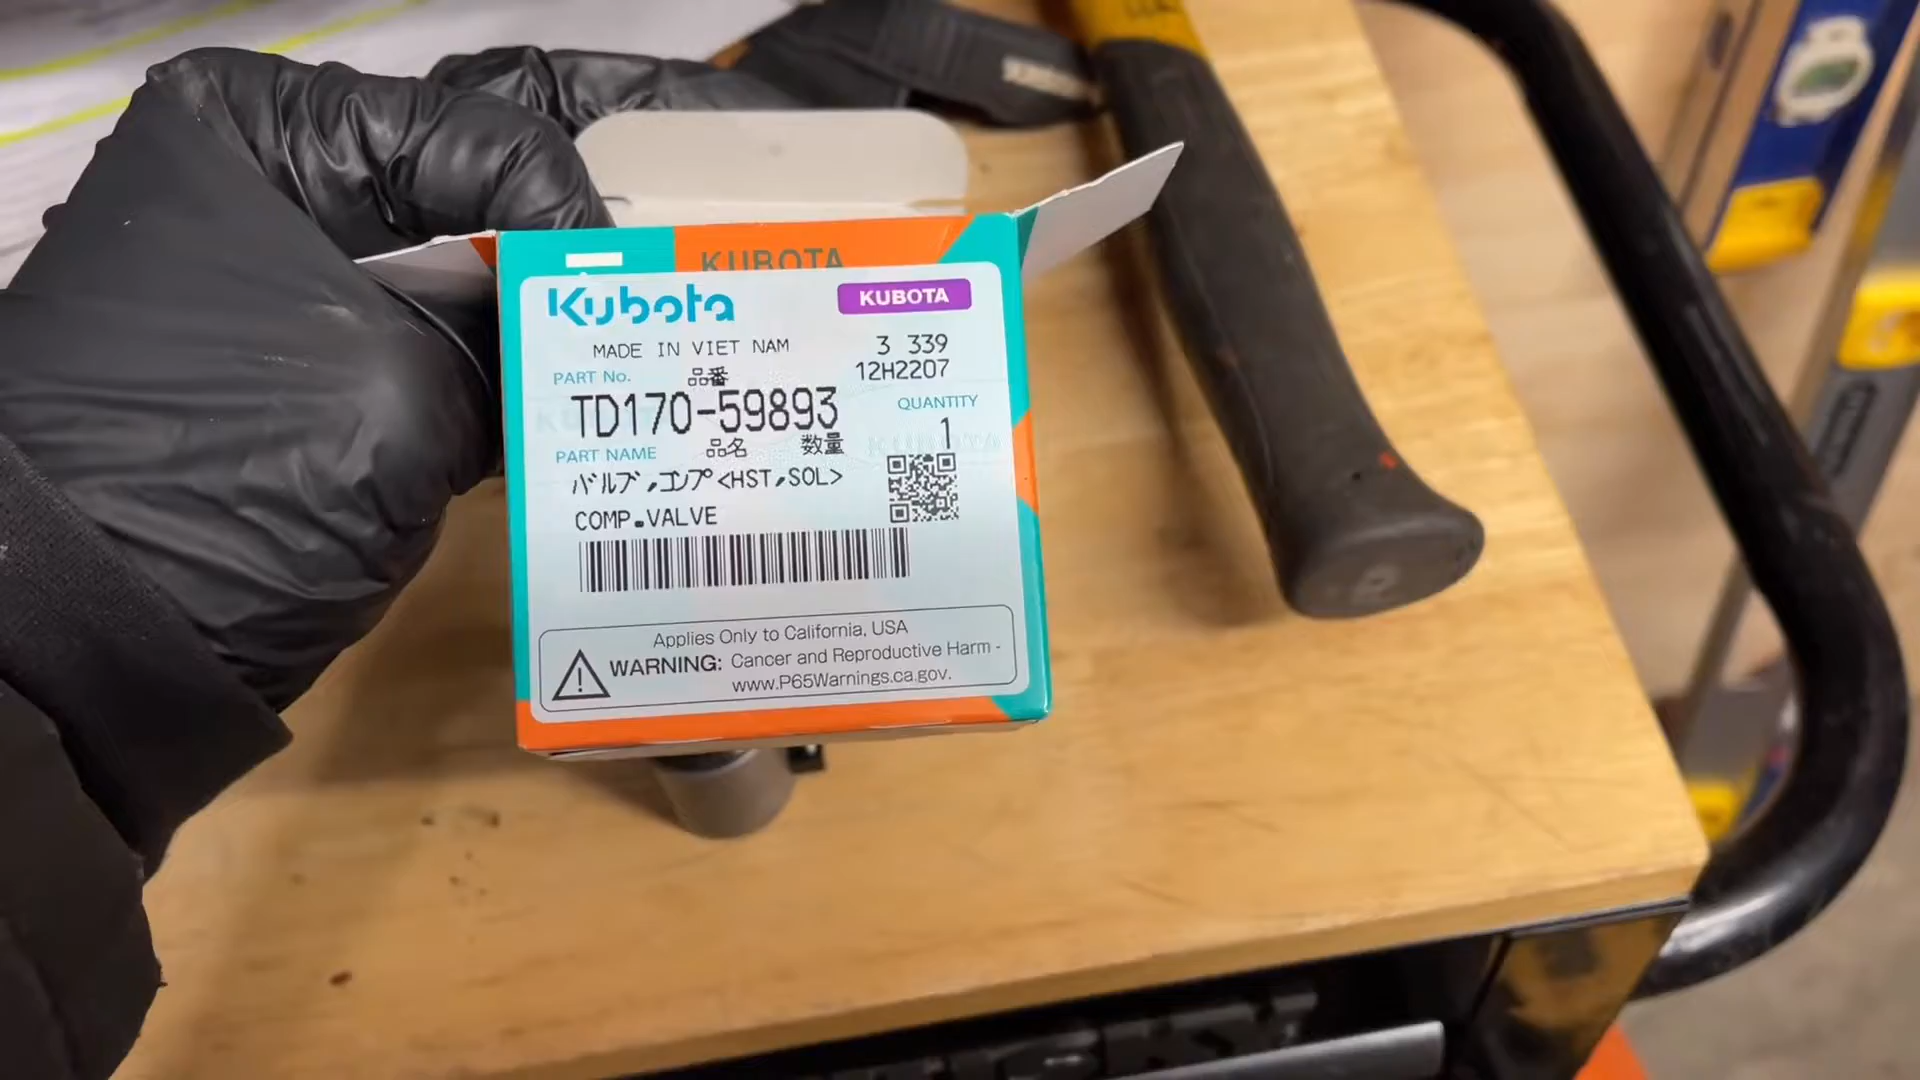 KUBOTA
Kubota
KUBOTA
MADE IN VIET NAM
3 339
PART No.
品番
12H2207
TD170-59893
QUANTITY
1
PART NAME
品名
数量
バルブ,コンプ<HST,SOL>
COMP.VALVE
Applies Only to California, USA
WARNING: Cancer and Reproductive Harm -
www.P65Warnings.ca.gov.